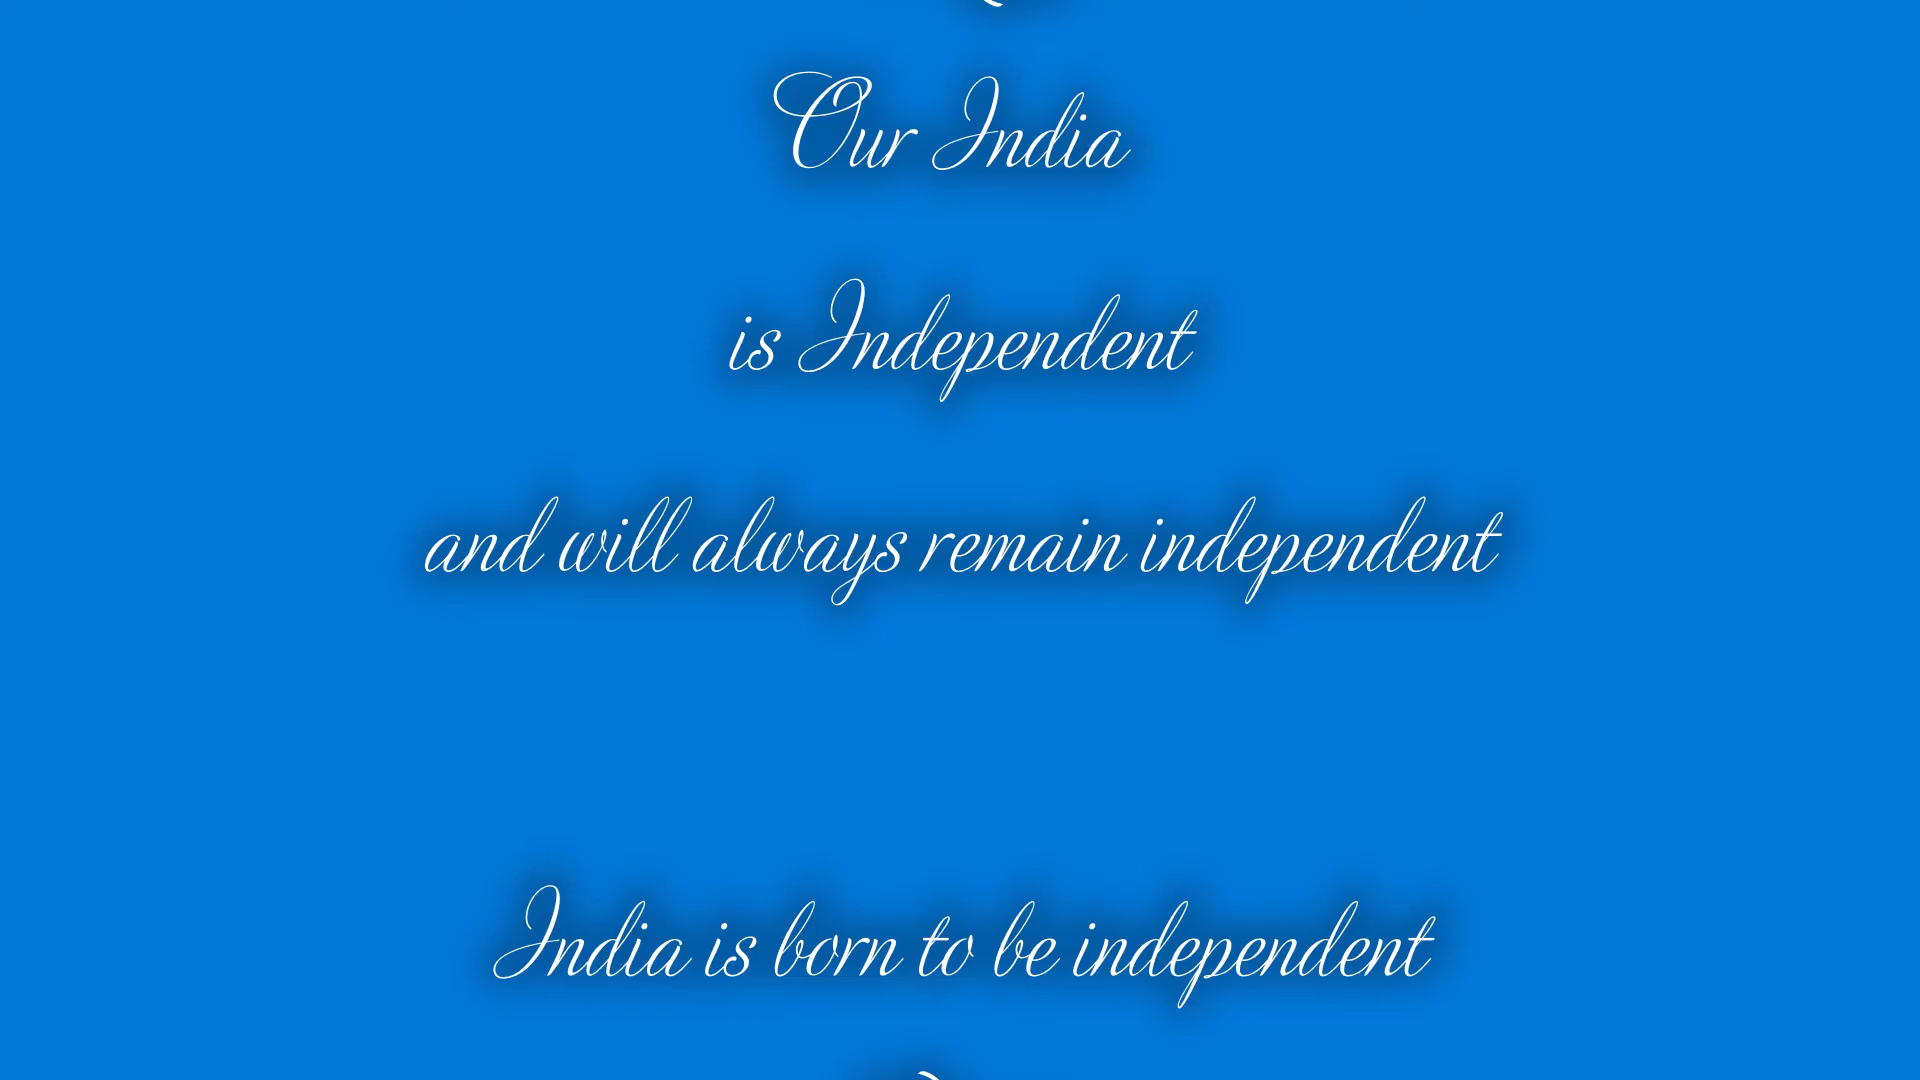 Our India
is Independent
and will always remain independent
India is born to be independent